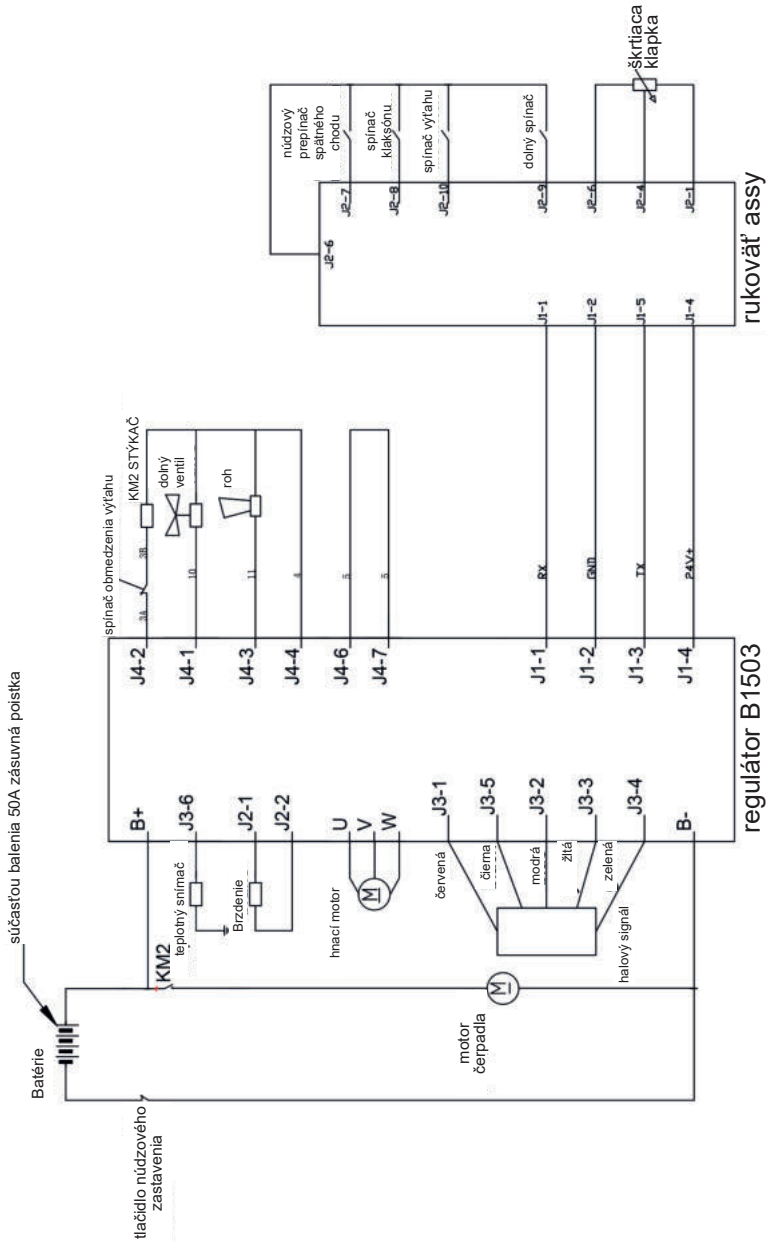 súčasťou balenia 50A zásuvná poistka
Batérie
tlačidlo núdzového
zastavenia
KM2
motor
čerpadla
teplotný snímač
Brzdenie
hnací motor
červená
čierna
modrá
žltá
zelená
halový signál
B+
J3-6
J2-1
J2-2
U
V
W
J3-1
J3-5
J3-2
J3-3
J3-4
B-
J4-2
J4-1
J4-3
J4-4
J4-6
J4-7
J1-1
J1-2
J1-3
J1-4
regulátor B1503
spínač obmedzenia výťahu
3A
3B
10
11
4
5
5
KM2 STÝKAČ
dolný
ventil
roh
RX
GND
TX
24V+
J1-1
J1-2
J1-5
J1-4
J2-6
J2-7
J2-8
J2-10
J2-9
J2-6
J2-4
J2-1
rukoväť assy
núdzový
prepínač
spätného
chodu
spínač
klaksónu
spínač výťahu
dolný spínač
škrtiaca
klapka
M
M